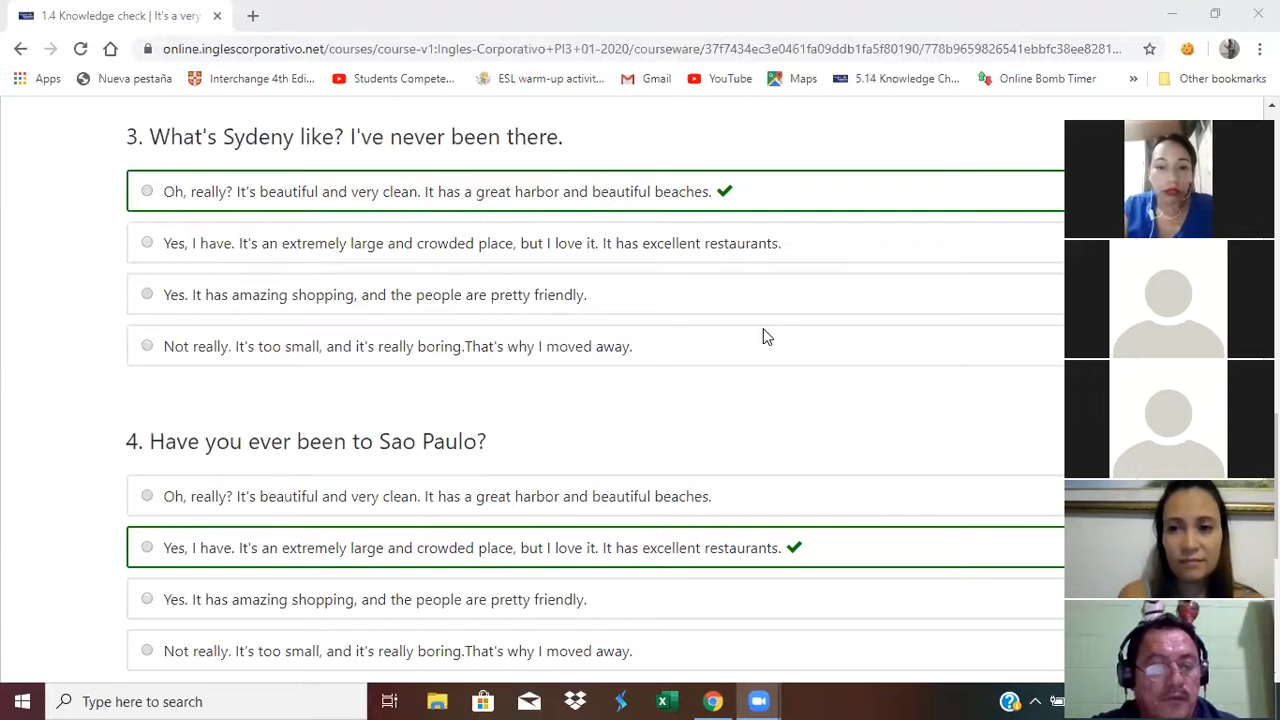 1.4 Knowledge check | It's a very
online.inglescorporativo.net/courses/course-v1:Ingles-Corporativo+PI3+01-2020/courseware/37f7434ec3e0461fa09ddb1fa5f80190/778b9659826541ebbfc38ee8281...
Apps Nueva pestaña Interchange 4th Edi... Students Compete... ESL warm-up activit... Gmail YouTube Maps 5.14 Knowledge Ch... Online Bomb Timer » Other bookmarks
3. What's Sydeny like? I've never been there.
Oh, really? It's beautiful and very clean. It has a great harbor and beautiful beaches.
Yes, I have. It's an extremely large and crowded place, but I love it. It has excellent restaurants.
Yes. It has amazing shopping, and the people are pretty friendly.
Not really. It's too small, and it's really boring.That's why I moved away.
4. Have you ever been to Sao Paulo?
Oh, really? It's beautiful and very clean. It has a great harbor and beautiful beaches.
Yes, I have. It's an extremely large and crowded place, but I love it. It has excellent restaurants.
Yes. It has amazing shopping, and the people are pretty friendly.
Not really. It's too small, and it's really boring.That's why I moved away.
Type here to search